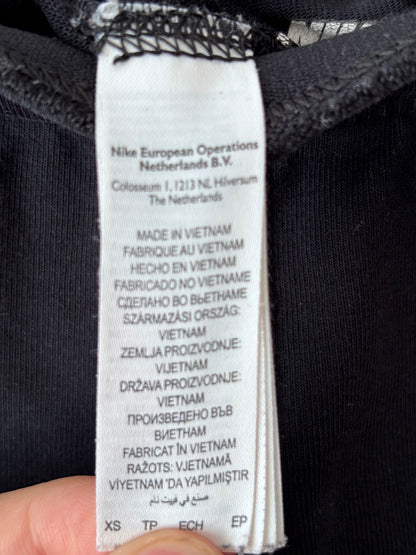 Nike European Operations
Netherlands B.V.
Colosseum 1, 1213 NL Hilversum
The Netherlands
MADE IN VIETNAM
FABRIQUE AU VIETNAM
HECHO EN VIETNAM
FABRICADO NO VIETNAME
СДЕЛАНО ВО ВЬЕТНАМЕ
SZÁRMAZÁSI ORSZÁG:
VIETNAM
ZEMLJA PROIZVODNJE:
VIJETNAM
DRŽAVA PROIZVODNJE:
VIETNAM
ПРОИЗВЕДЕНО ВЪВ
ВИЕТНАМ
FABRICAT ÎN VIETNAM
RAŽOTS: VJETNAMĀ
VİYETNAM 'DA YAPILMIŞTIR
صنع في فييت نام
XS TP ECH EP